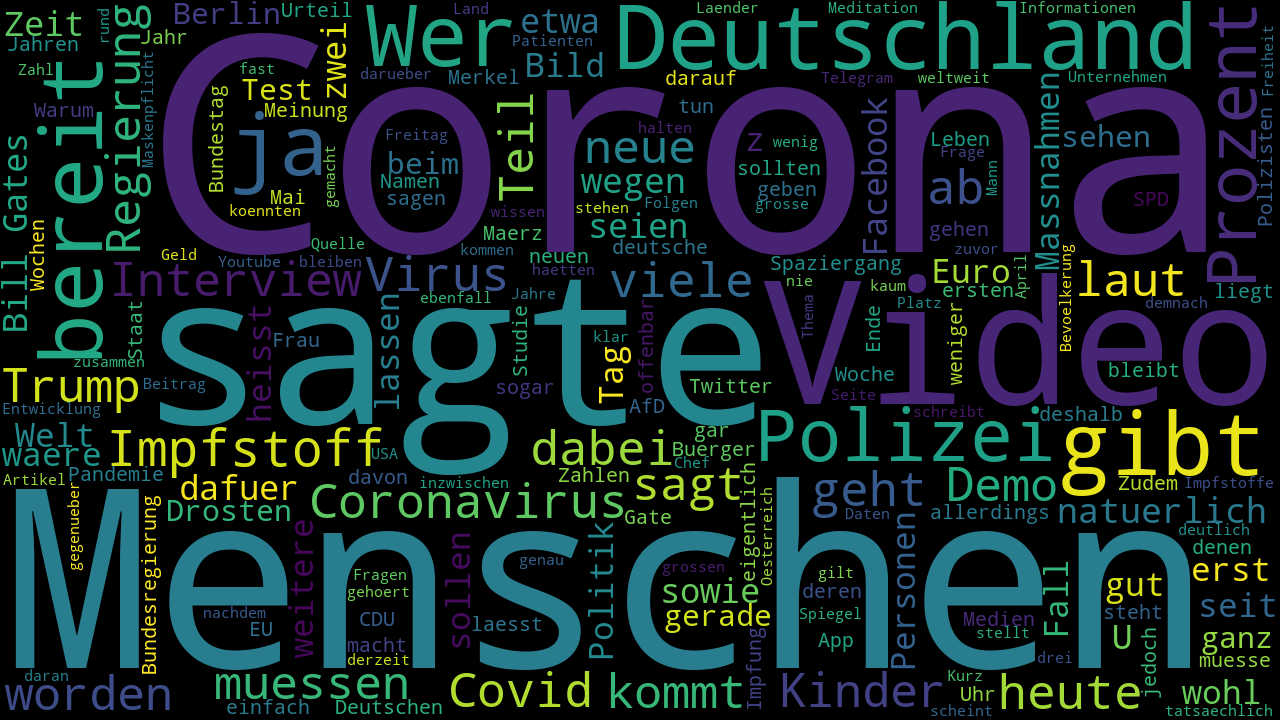 Zeit
rund
Regierung
Berlin
Urteil
Wer
Land
etwa
Deutschland
Laender
Meditation
Informationen
Prozent
Freiheit
Jahren
Jahr
zwei
Patienten
Zahl
bereit
Maskenpflicht
fast
Test
darueber
Merkel
Bild
darauf
Telegram
weltweit
Unternehmen
Polizisten
Warum
Bundestag
Meinung
Corona
Teil
tun
Facebook
Massnahmen
sehen
ja
Freitag
halten
neue
z
wenig
Leben
Frage
Bill Gates
gemacht
beim
Namen
sagen
wegen
sollten
geben
grosse
ab
Mann
SPD
Mai
koennten
wissen
stehen
Folgen
seien
gehen
Wochen
Geld
Quelle
Maerz
kommen
neuen
deutsche
zuvor
Youtube
bleiben
Interview
Virus
haetten
viele
Spaziergang
nie
kaum
Euro
ersten
April
Bevoelkerung
laut
liegt
Staat
heisst
lassen
ebenfall
Jahre
Studie
sagte
klar
offenbar
Video
Thema
Ende
Platz
weniger
demnach
Frau
zusammen
Tag
sogar
Twitter
AfD
Woche
Seite
bleibt
Trump
Beitrag
Entwicklung
schreibt
deshalb
Welt
waere
Impfstoff
USA
dabei
gar
Buerger
Chef
Polizei
gibt
Artikel
Pandemie
dafuer
davon
inzwischen
Zahlen
sagt
eigentlich
geht
Demo
Zudem
Impfstoffe
gegenueber
Bundesregierung
Drosten
Coronavirus
Gate
Oesterreich
Daten
allerdings
natuerlich
deutlich
Menschen
weitere
sollen
Politik
genau
grossen
Personen
denen
Fragen
gehoert
gilt
deren
sowie
gerade
Fall
gut
erst
nachdem
EU
CDU
laesst
Spiegel
App
Medien
stellt
steht
U
seit
macht
derzeit
Impfung
drei
jedoch
ganz
muesse
daran
worden
muessen
einfach
Deutschen
Covid
kommt
Kinder
Kurz
Uhr
scheint
heute
wohl
tatsaechlich